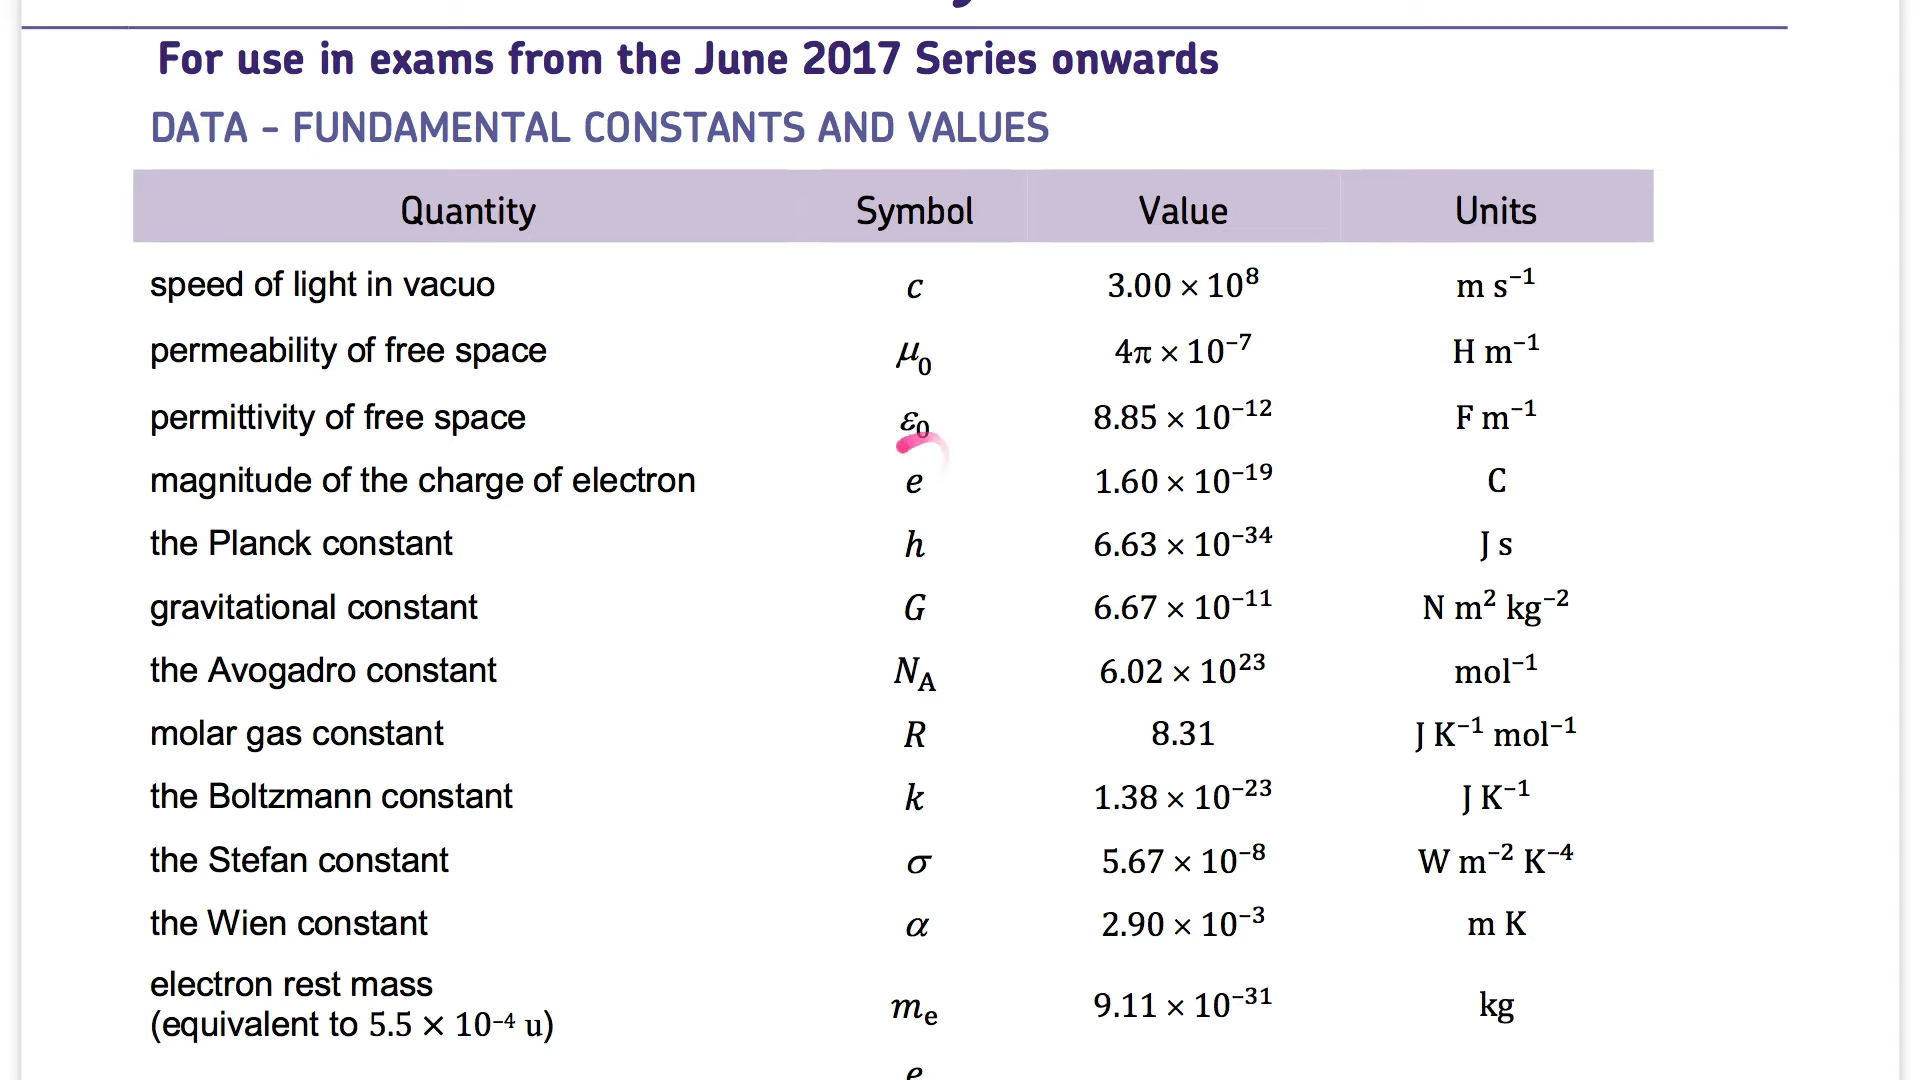 For use in exams from the June 2017 Series onwards
DATA - FUNDAMENTAL CONSTANTS AND VALUES
Quantity Symbol Value Units
speed of light in vacuo c 3.00 × 10⁸ m s⁻¹
permeability of free space μ₀ 4π × 10⁻⁷ H m⁻¹
permittivity of free space ε₀ 8.85 × 10⁻¹² F m⁻¹
magnitude of the charge of electron e 1.60 × 10⁻¹⁹ C
the Planck constant h 6.63 × 10⁻³⁴ J s
gravitational constant G 6.67 × 10⁻¹¹ N m² kg⁻²
the Avogadro constant N_A 6.02 × 10²³ mol⁻¹
molar gas constant R 8.31 J K⁻¹ mol⁻¹
the Boltzmann constant k 1.38 × 10⁻²³ J K⁻¹
the Stefan constant σ 5.67 × 10⁻⁸ W m⁻² K⁻⁴
the Wien constant α 2.90 × 10⁻³ m K
electron rest mass
(equivalent to 5.5 × 10⁻⁴ u) mₑ 9.11 × 10⁻³¹ kg